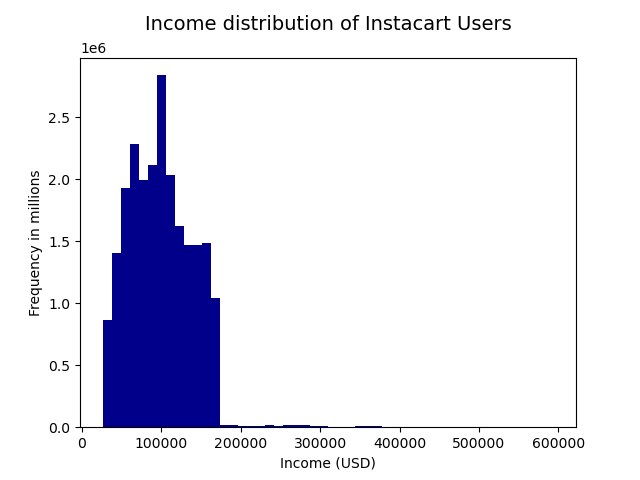 Income distribution of Instacart Users
1e6
2.5
2.0
1.5
1.0
0.5
0.0
Frequency in millions
0 100000 200000 300000 400000 500000 600000
Income (USD)